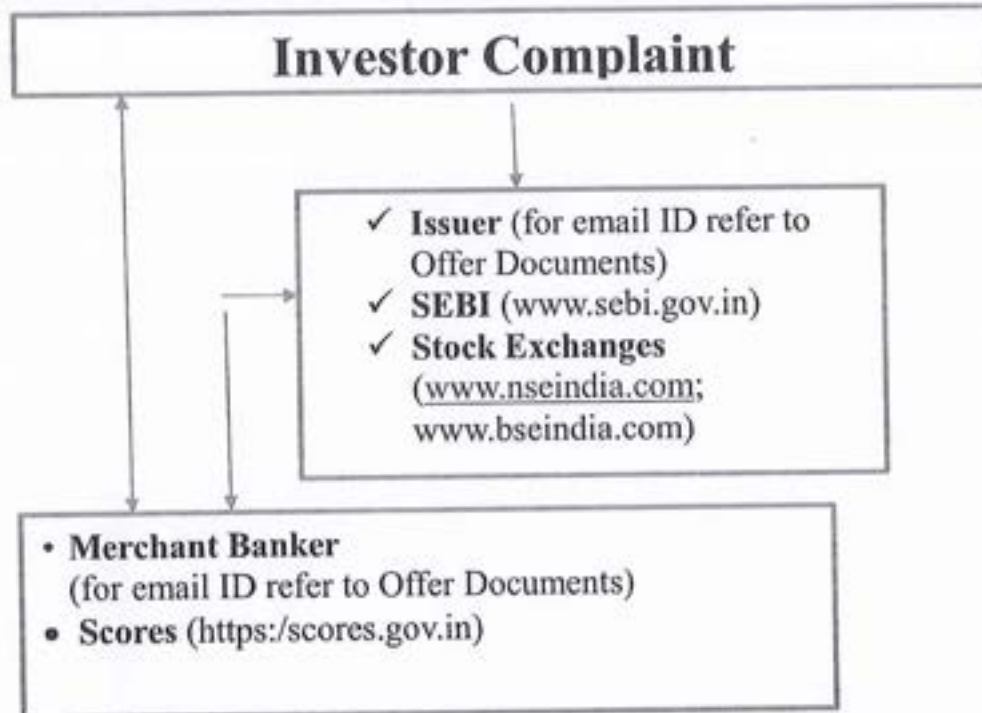 Investor Complaint
✓ Issuer (for email ID refer to
Offer Documents)
✓ SEBI (www.sebi.gov.in)
✓ Stock Exchanges
(www.nseindia.com;
www.bseindia.com)
• Merchant Banker
(for email ID refer to Offer Documents)
• Scores (https:/scores.gov.in)